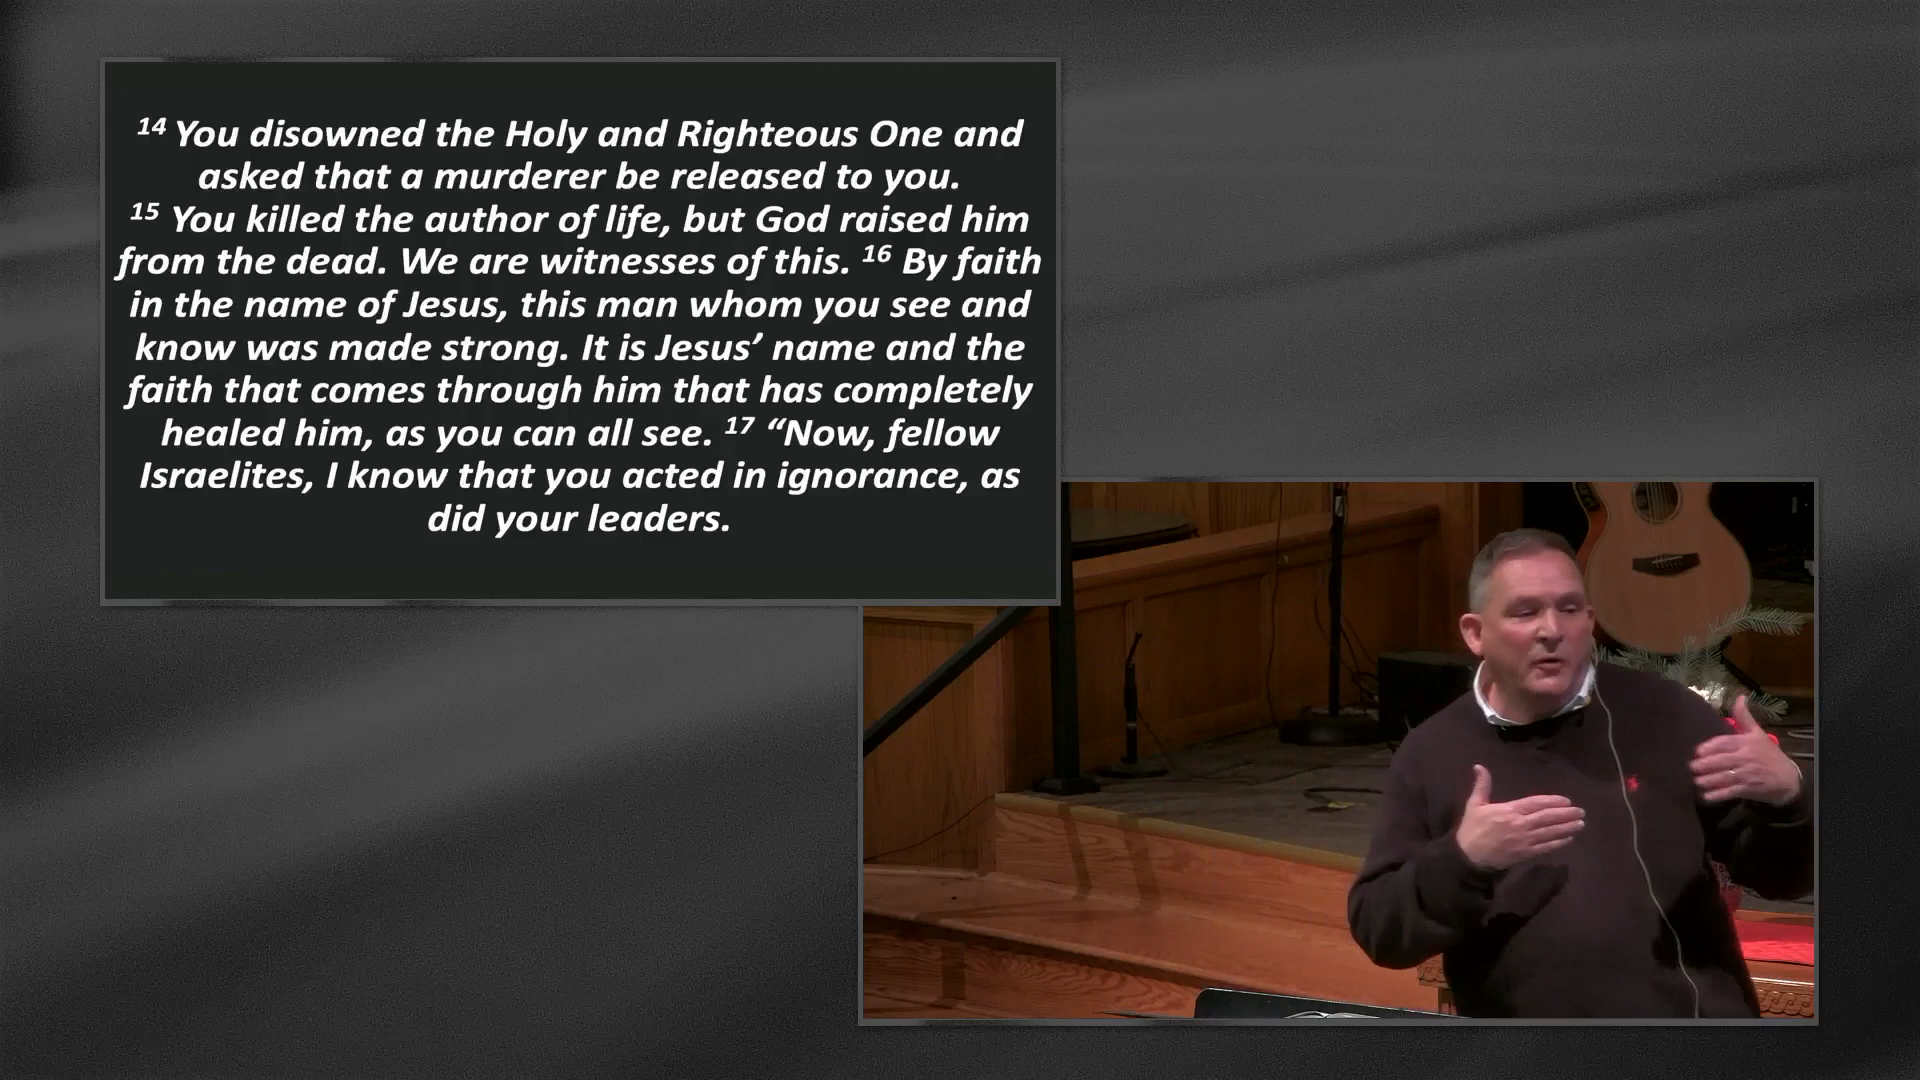 14 You disowned the Holy and Righteous One and
asked that a murderer be released to you.
15 You killed the author of life, but God raised him
from the dead. We are witnesses of this. 16 By faith
in the name of Jesus, this man whom you see and
know was made strong. It is Jesus’ name and the
faith that comes through him that has completely
healed him, as you can all see. 17 “Now, fellow
Israelites, I know that you acted in ignorance, as
did your leaders.